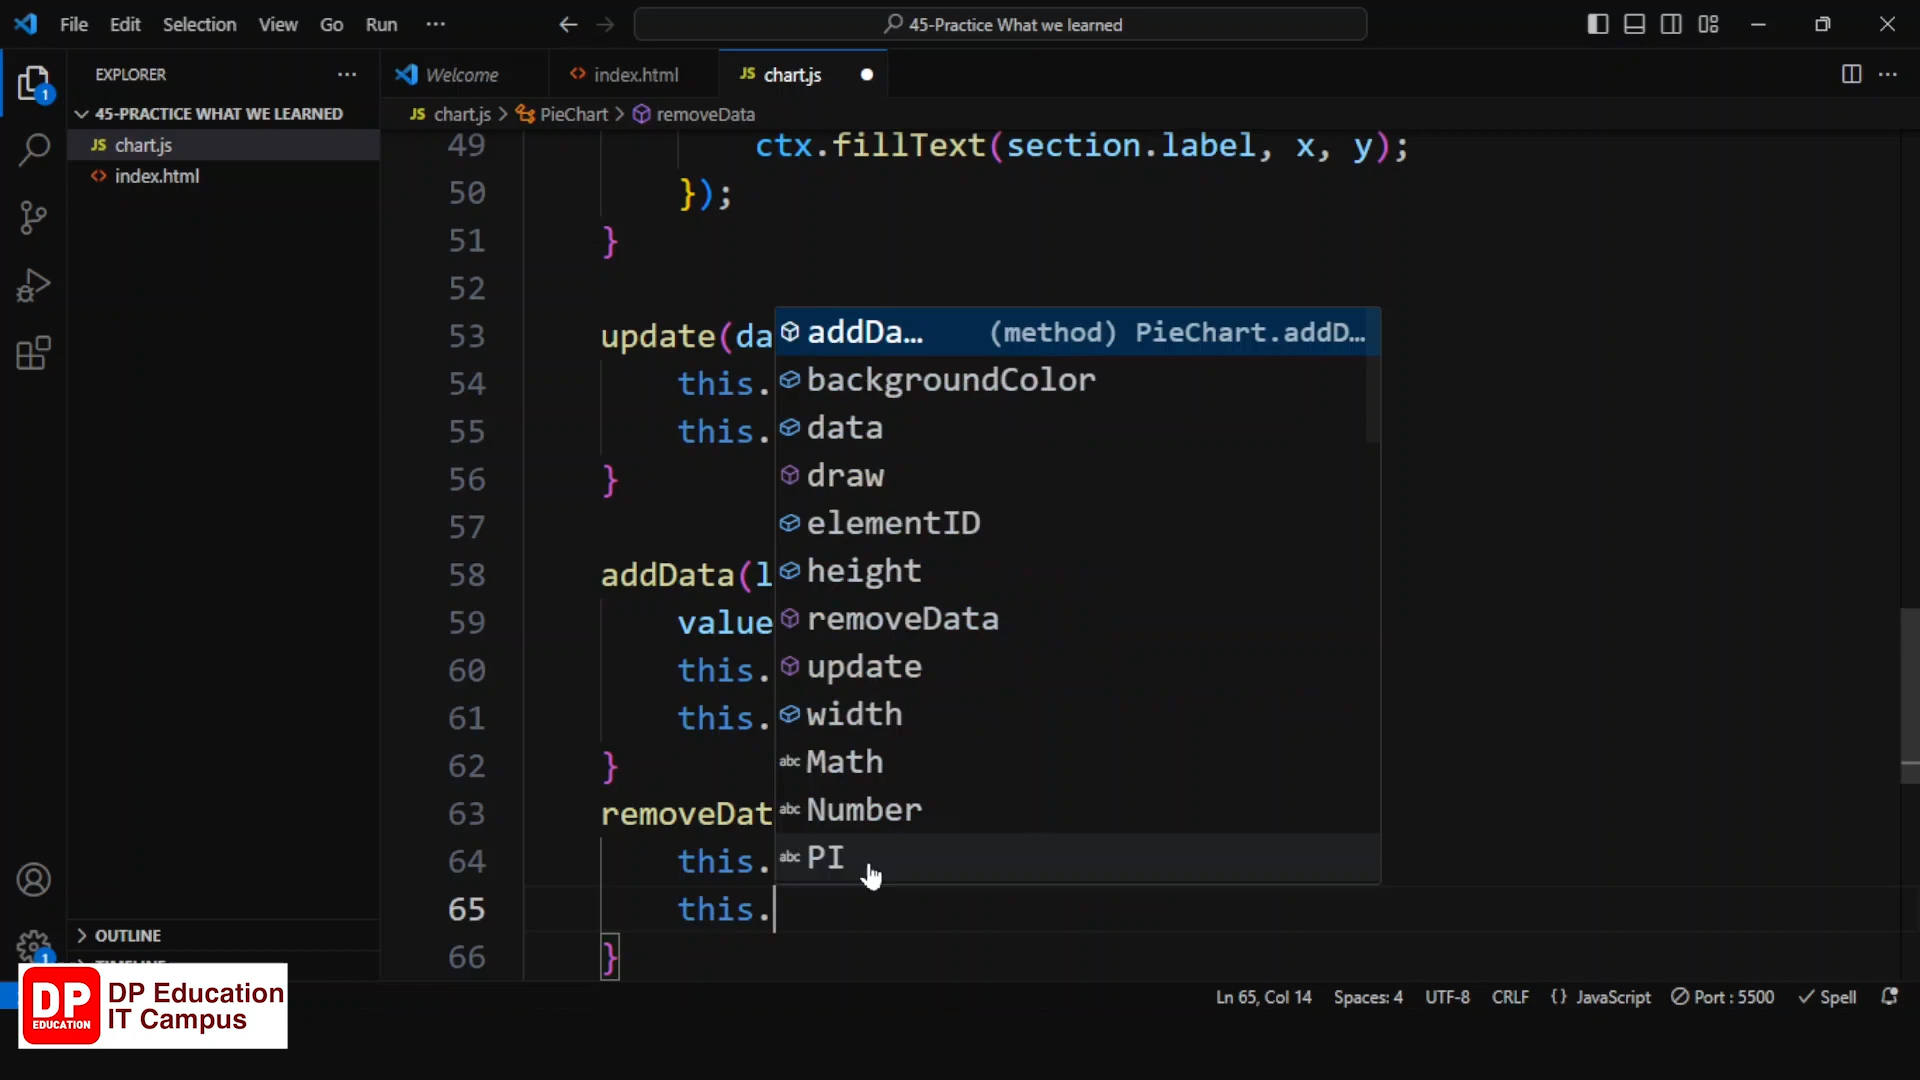 File Edit Selection View Go Run ··· 45-Practice What we learned
EXPLORER ···
Welcome index.html JS chart.js
45-PRACTICE WHAT WE LEARNED
JS chart.js
index.html
JS chart.js > PieChart > removeData
49 ctx.fillText(section.label, x, y);
50 });
51 }
52
53 update(da
54 this.
55 this.
56 }
57
58 addData(l
59 value
60 this.
61 this.
62 }
63 removeDat
64 this.
65 this.
66 }
addDa... (method) PieChart.addD...
backgroundColor
data
draw
elementID
height
removeData
update
width
abc Math
abc Number
abc PI
1
OUTLINE
1
DP EDUCATION
DP Education
IT Campus
Ln 65, Col 14 Spaces: 4 UTF-8 CRLF {} JavaScript Port : 5500 Spell